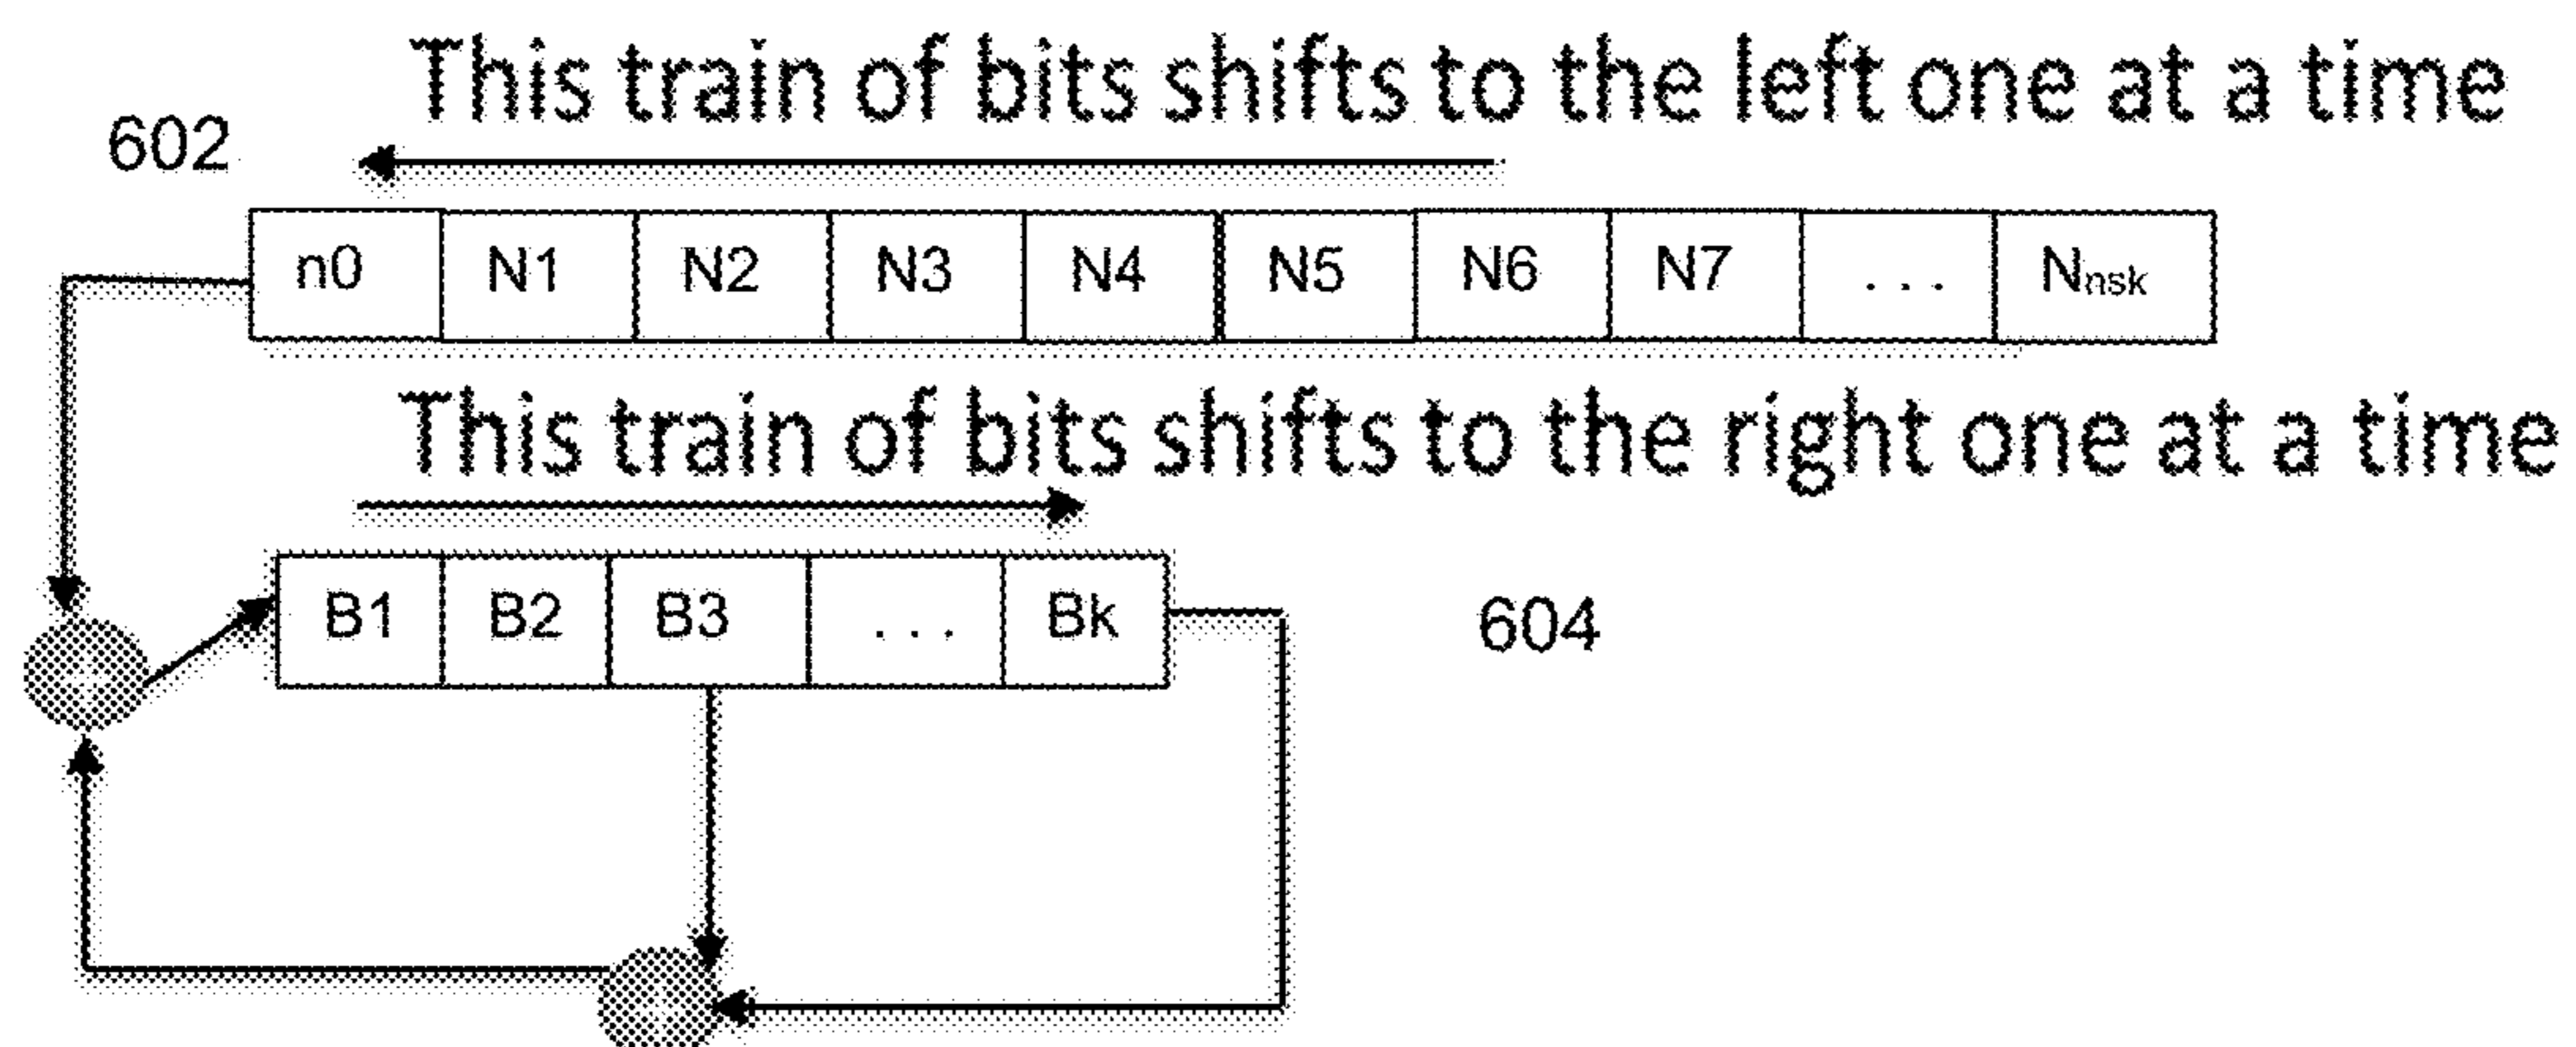 This train of bits shifts to the left one at a time
602
n0 N1 N2 N3 N4 N5 N6 N7 ... Nnsk
This train of bits shifts to the right one at a time
B1 B2 B3 ... Bk
604